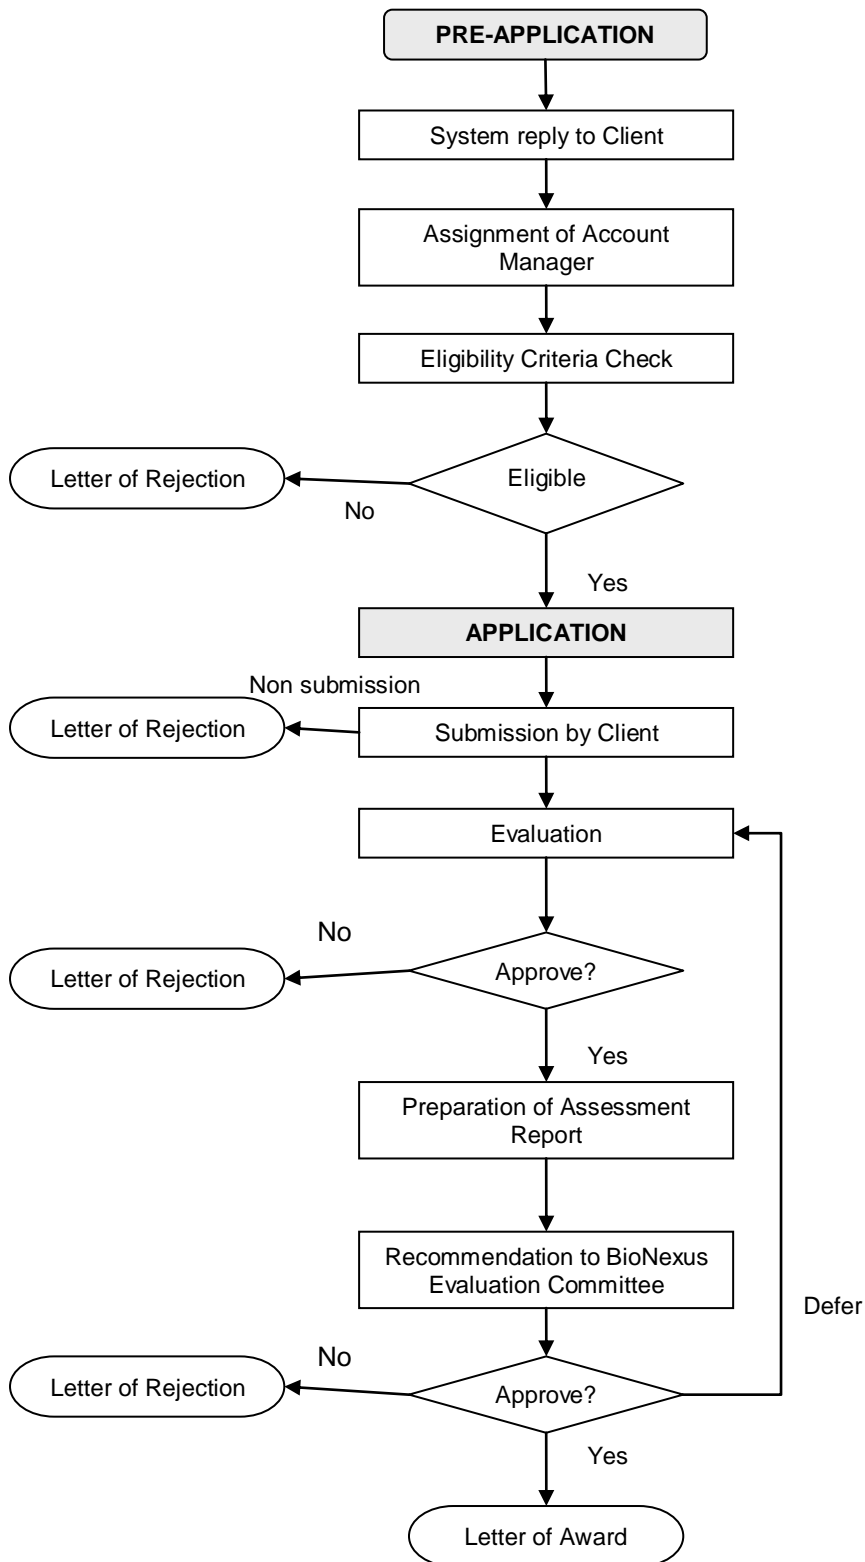 PRE-APPLICATION
System reply to Client
Assignment of Account
Manager
Eligibility Criteria Check
Eligible
Letter of Rejection
No
Yes
APPLICATION
Non submission
Letter of Rejection
Submission by Client
Evaluation
No
Approve?
Letter of Rejection
Yes
Preparation of Assessment
Report
Recommendation to BioNexus
Evaluation Committee
Defer
No
Letter of Rejection
Approve?
Yes
Letter of Award